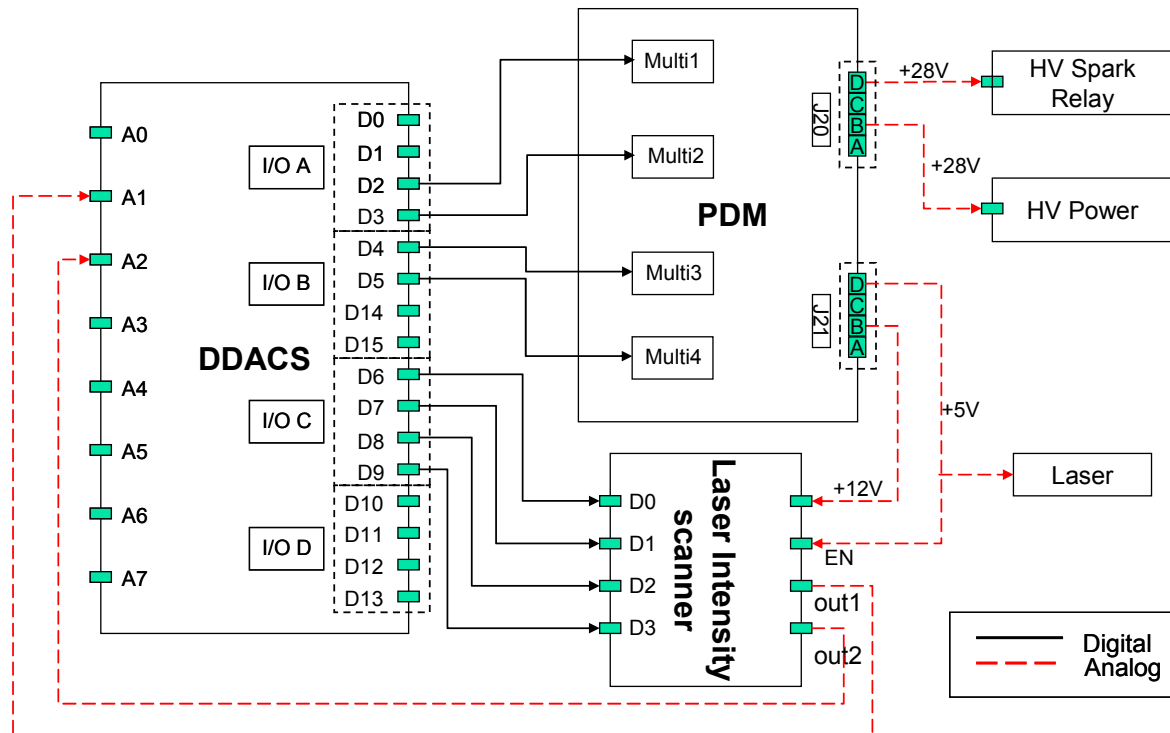 A0
A1
A2
A3
A4
A5
A6
A7
DDACS
I/O A
I/O B
I/O C
I/O D
D0
D1
D2
D3
D4
D5
D14
D15
D6
D7
D8
D9
D10
D11
D12
D13
Multi1
Multi2
Multi3
Multi4
PDM
J20
D
C
B
A
J21
D
C
B
A
+28V
HV Spark
Relay
+28V
HV Power
+5V
Laser
+12V
EN
out1
out2
D0
D1
D2
D3
Laser Intensity
scanner
Digital
Analog